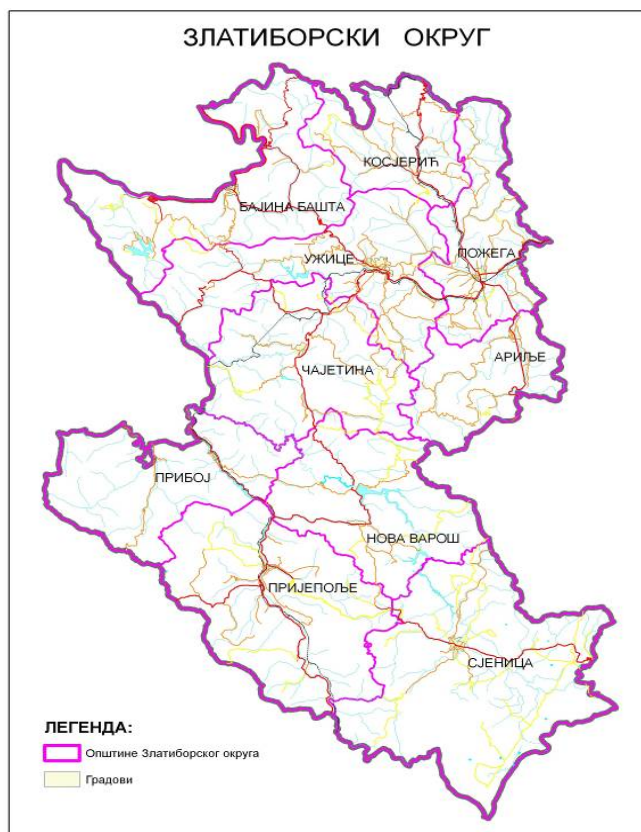 ЗЛАТИБОРСКИ ОКРУГ
КОСЈЕРИЋ
БАЈИНА БАШТА
УЖИЦЕ
ПОЖЕГА
АРИЉЕ
ЧАЈЕТИНА
ПРИБОЈ
НОВА ВАРОШ
ПРИЈЕПОЉЕ
СЈЕНИЦА
ЛЕГЕНДА:
Општине Златиборског округа
Градови